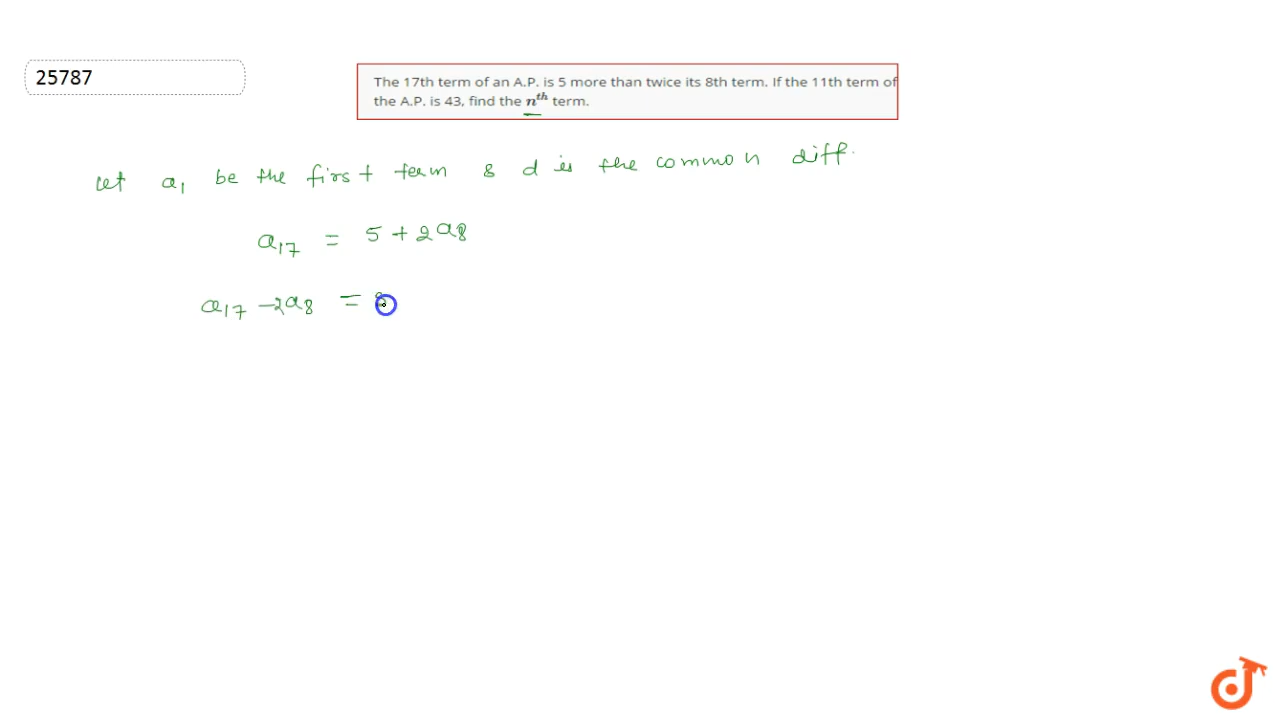 25787
The 17th term of an A.P. is 5 more than twice its 8th term. If the 11th term of
the A.P. is 43, find the nth term.
Let a1 be the first term & d is the common diff.
a17 = 5 + 2a8
a17 - 2a8 =